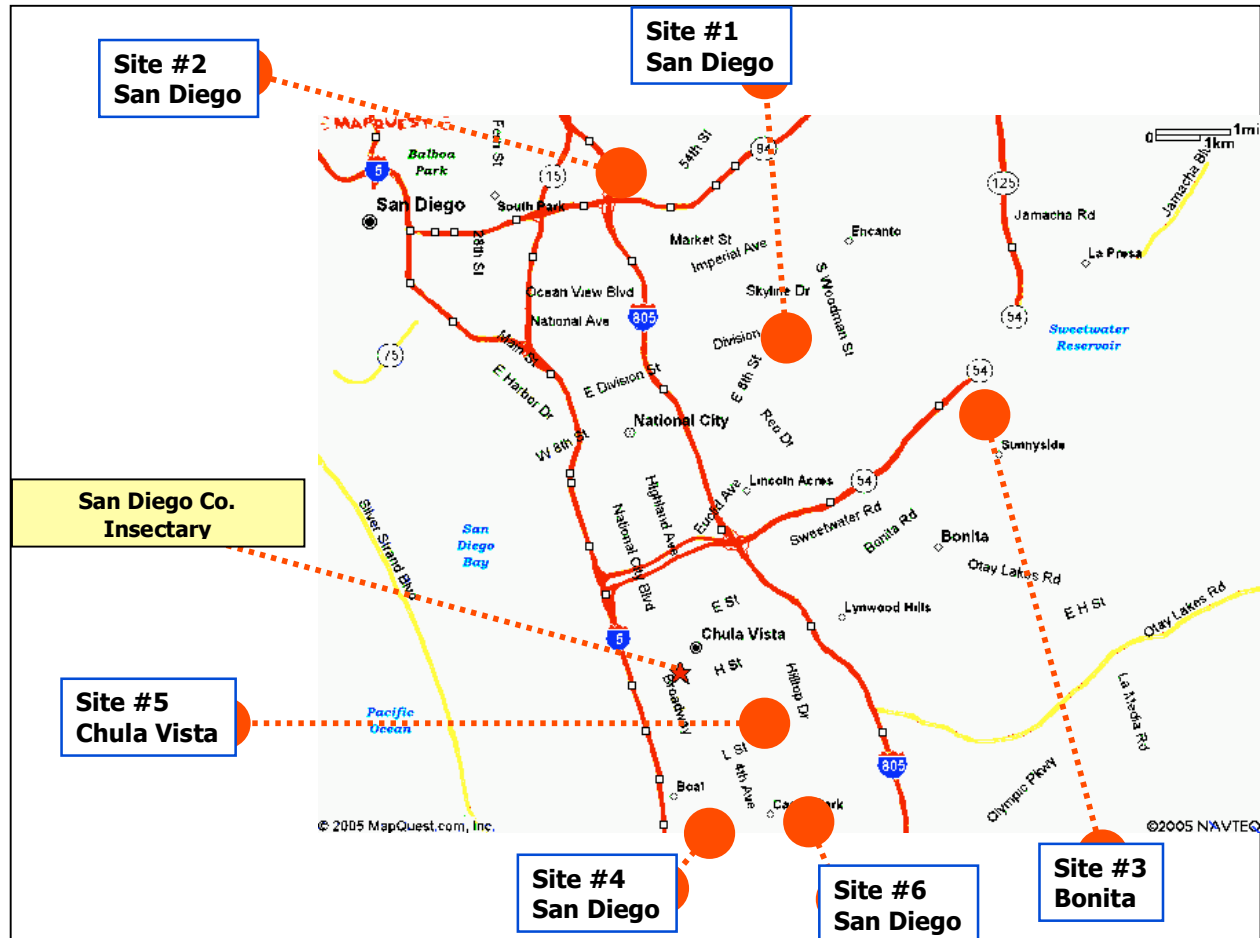 Site #1
San Diego
Site #2
San Diego
MAPQUEST
Balboa
Park
54th St
94
1mi
1km
5
15
125
San Diego
South Park
28th St
Market St
Imperial Ave
Encanto
Jamacha Rd
La Presa
Ocean View Blvd
National Ave
805
Skyline Dr
S Woodman St
54
Sweetwater
Reservoir
75
Main St
E Harbor Dr
E Division St
Division
E 8th St
54
National City
W 8th St
Reo Dr
Sunnyside
San Diego Co.
Insectary
Silver Strand Blvd
San
Diego
Bay
Highland Ave
National City Blvd
Euclid Ave
Lincoln Acres
54
Sweetwater Rd
Bonita Rd
Bonita
Otay Lakes Rd
E St
Lynwood Hills
E H St
Otay Lakes Rd
5
Chula Vista
H St
Broadway
Hilltop Dr
La Media Rd
Site #5
Chula Vista
Pacific
Ocean
L St
4th Ave
805
Olympic Pkwy
Boat
© 2005 MapQuest.com, Inc.
©2005 NAVTEQ
Site #4
San Diego
Site #6
San Diego
Site #3
Bonita